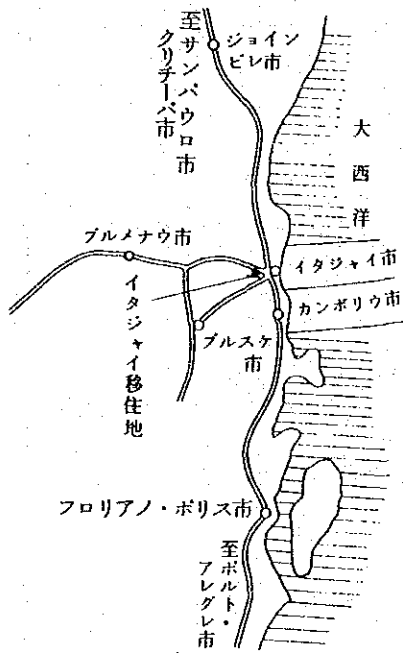 至サンパウロ市
クリチーバ市
ジョイン
ビレ市
大西洋
ブルメナウ市
イタジャイ市
カンボリウ市
イタジャイ移住地
ブルスケ
市
フロリアノ・ポリス市
至ポルト・
アレグレ市